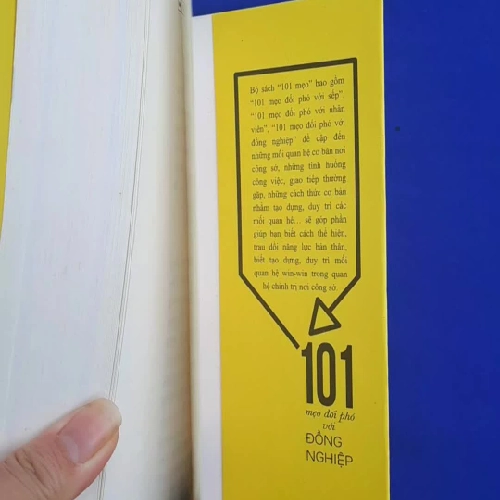 Bộ sách "101 mẹo" bao gồm
"101 mẹo đối phó với sếp"
"101 mẹo đối phó với nhân
viên", "101 mẹo đối phó với
đồng nghiệp" đề cập đến
những mối quan hệ cơ bản nơi
công sở, những tình huống
công việc, giao tiếp thường
gặp, những cách thức cơ bản
nhằm tạo dựng, duy trì các
mối quan hệ... sẽ góp phần
giúp bạn biết cách thể hiện,
trau dồi năng lực bản thân,
biết tạo dựng, duy trì mối
quan hệ win-win trong quan
hệ chính trị nơi công sở.
101
mẹo đối phó
với
ĐỒNG
NGHIỆP